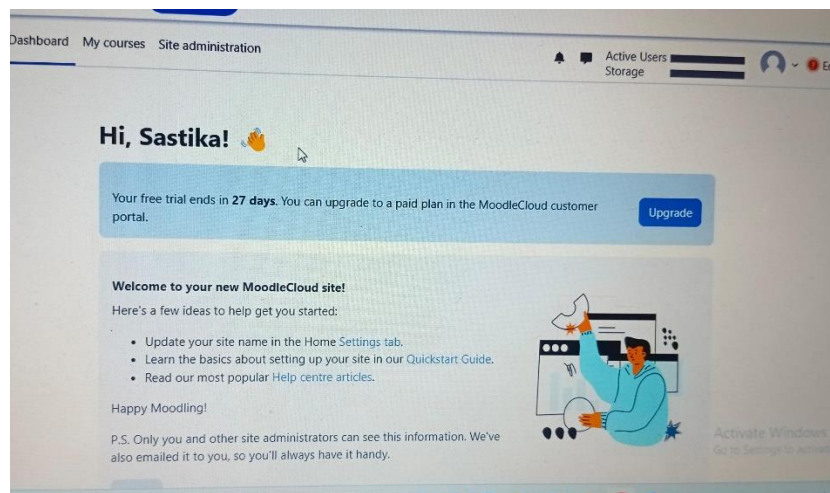 Dashboard My courses Site administration
Active Users
Storage
Hi, Sastika!
Your free trial ends in 27 days. You can upgrade to a paid plan in the MoodleCloud customer
portal.
Upgrade
Welcome to your new MoodleCloud site!
Here's a few ideas to help get you started:
• Update your site name in the Home Settings tab.
• Learn the basics about setting up your site in our Quickstart Guide.
• Read our most popular Help centre articles.
Happy Moodling!
P.S. Only you and other site administrators can see this information. We've
also emailed it to you, so you'll always have it handy.
Activate Windows
Go to Settings to